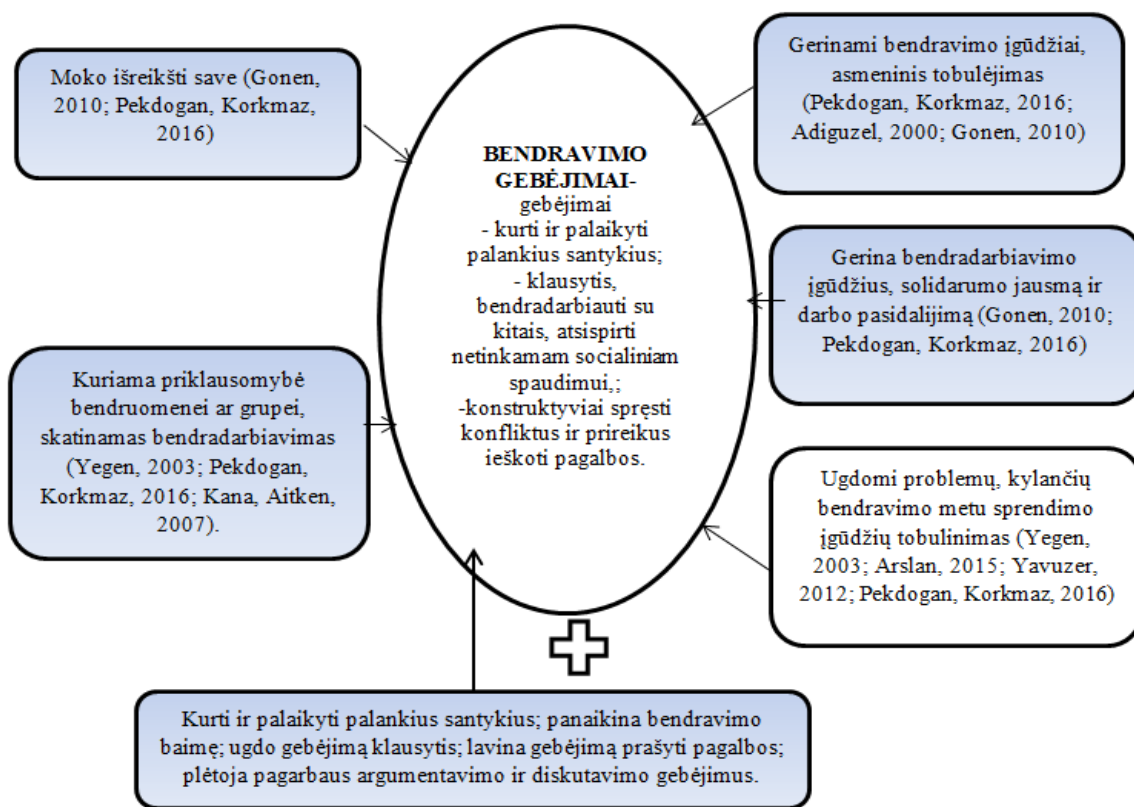 Moko išreikšti save (Gonen,
2010; Pekdogan, Korkmaz,
2016)
Gerinami bendravimo įgūdžiai,
asmeninis tobulėjimas
(Pekdogan, Korkmaz, 2016;
Adiguzel, 2000; Gonen, 2010)
BENDRAVIMO
GEBĖJIMAI-
gebėjimai
- kurti ir palaikyti
palankius santykius;
- klausytis,
bendradarbiauti su
kitais, atsispirti
netinkamam socialiniam
spaudimui,;
-konstruktyviai spręsti
konfliktus ir prireikus
ieškoti pagalbos.
Gerina bendradarbiavimo
įgūdžius, solidarumo jausmą ir
darbo pasidalijimą (Gonen, 2010;
Pekdogan, Korkmaz, 2016)
Kuriama priklausomybė
bendruomenei ar grupei,
skatinamas bendradarbiavimas
(Yegen, 2003; Pekdogan,
Korkmaz, 2016; Kana, Aitken,
2007).
Ugdomi problemų, kylančių
bendravimo metu sprendimo
įgūdžių tobulinimas (Yegen,
2003; Arslan, 2015; Yavuzer,
2012; Pekdogan, Korkmaz, 2016)
Kurti ir palaikyti palankius santykius; panaikina bendravimo
baimę; ugdo gebėjimą klausytis; lavina gebėjimą prašyti pagalbos;
plėtoja pagarbaus argumentavimo ir diskutavimo gebėjimus.